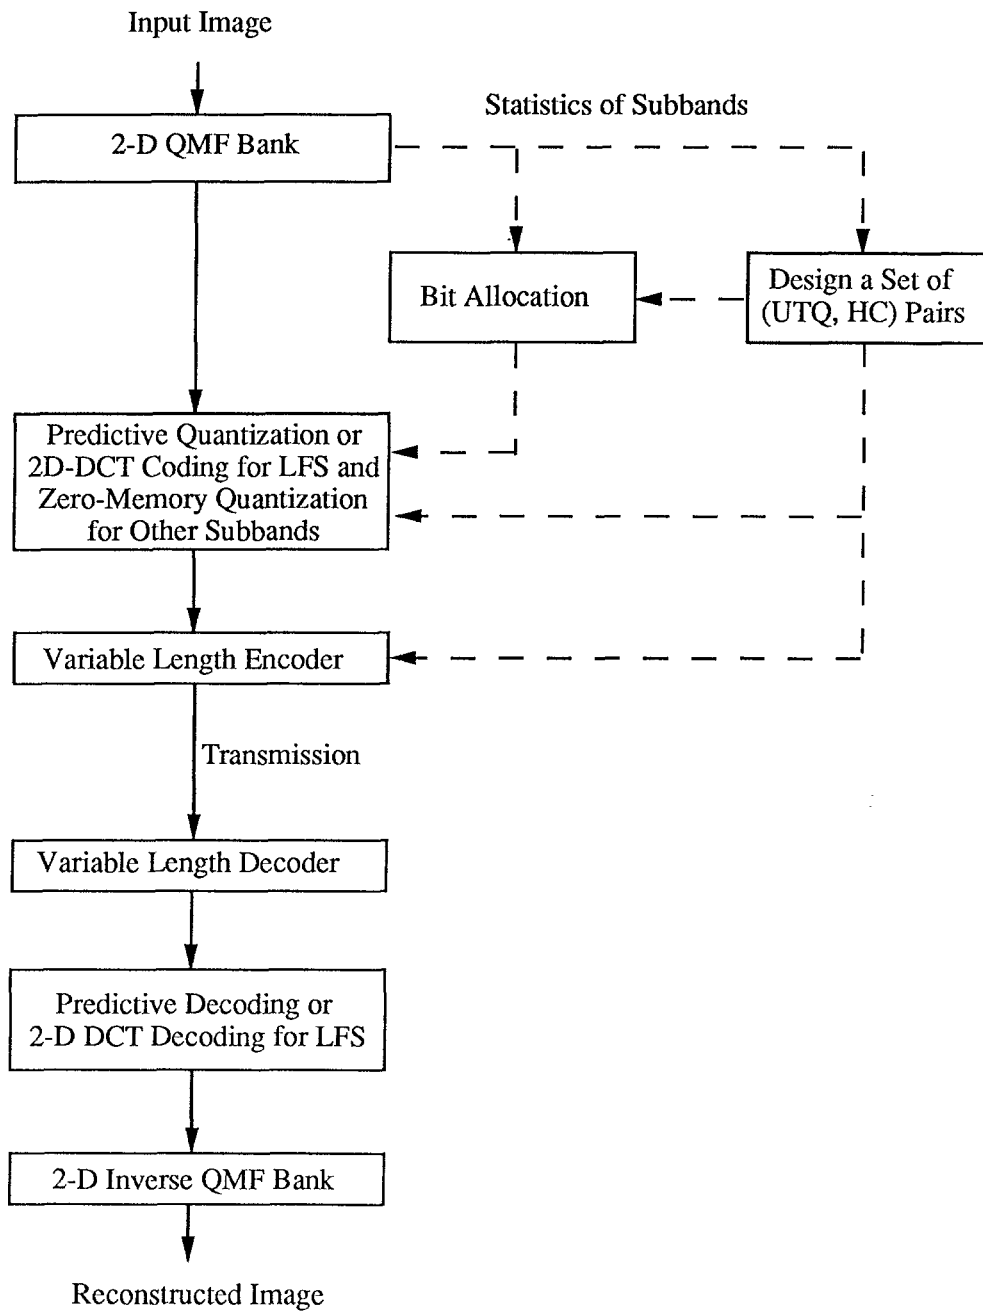 Input Image
Statistics of Subbands
2-D QMF Bank
Bit Allocation
Design a Set of
(UTQ, HC) Pairs
Predictive Quantization or
2D-DCT Coding for LFS and
Zero-Memory Quantization
for Other Subbands
Variable Length Encoder
Transmission
Variable Length Decoder
Predictive Decoding or
2-D DCT Decoding for LFS
2-D Inverse QMF Bank
Reconstructed Image